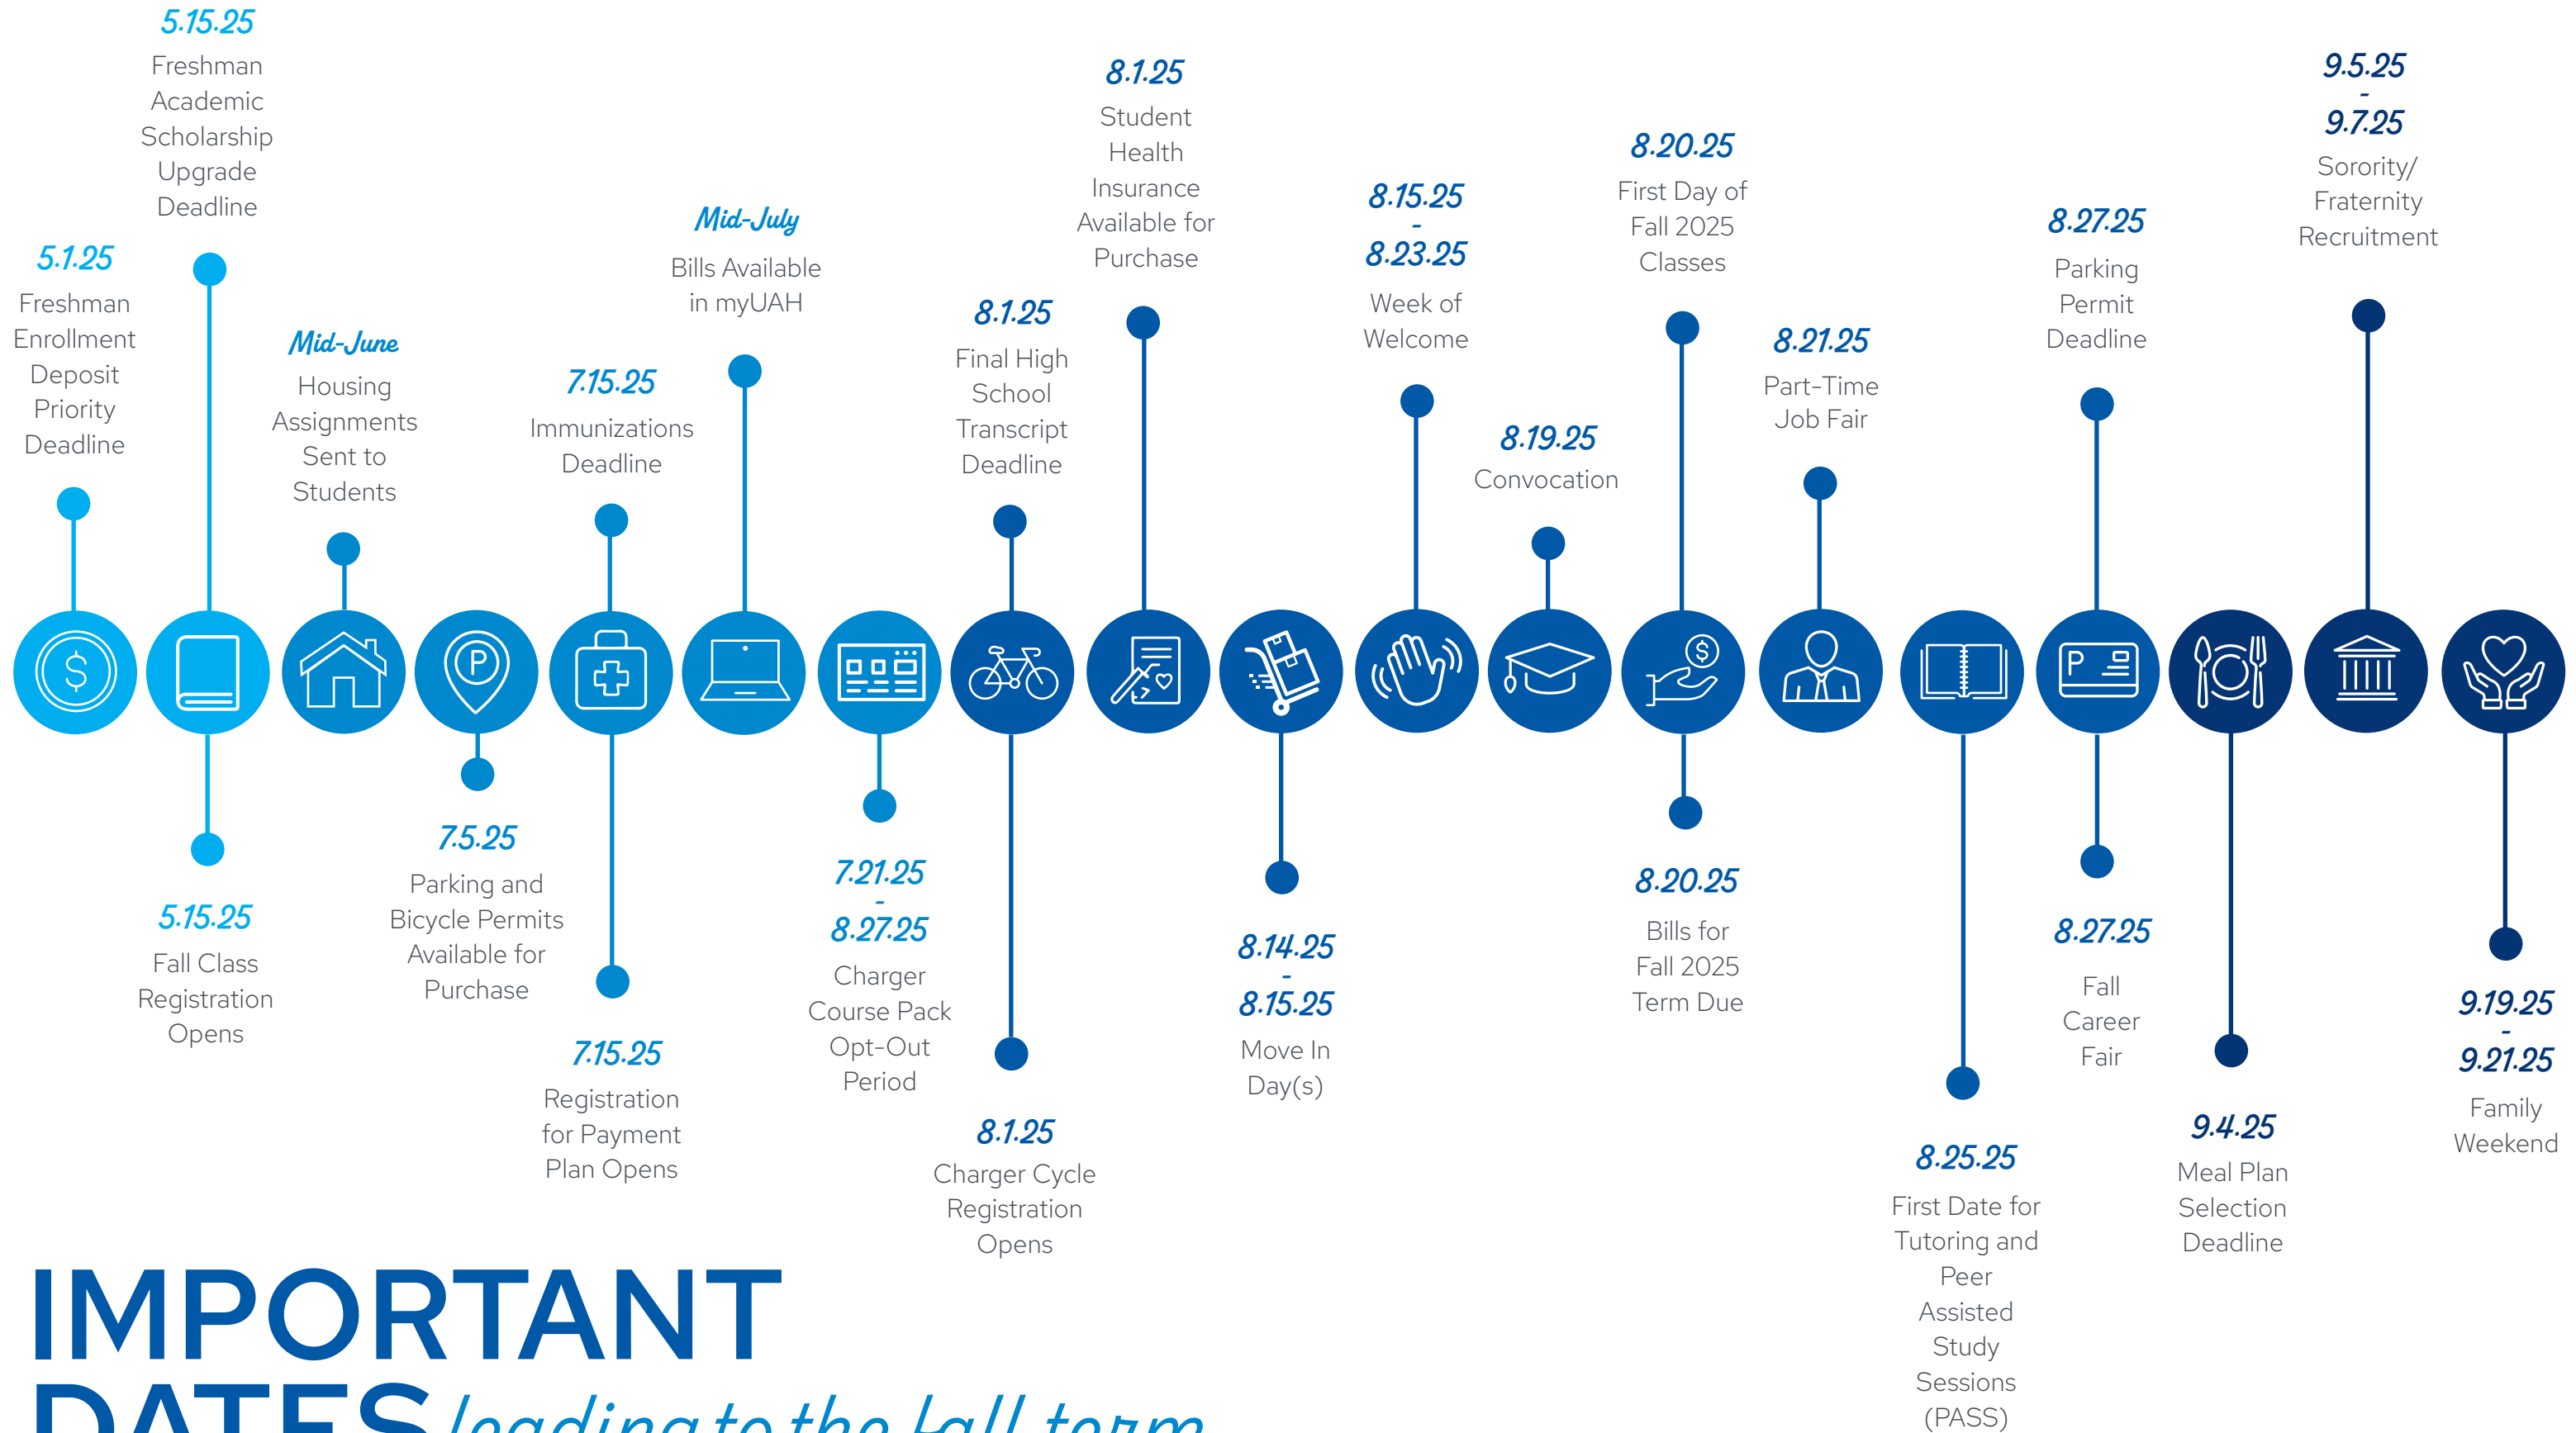 5.1.25
Freshman
Enrollment
Deposit
Priority
Deadline
5.15.25
Freshman
Academic
Scholarship
Upgrade
Deadline
5.15.25
Fall Class
Registration
Opens
Mid-June
Housing
Assignments
Sent to
Students
P
7.5.25
Parking and
Bicycle Permits
Available for
Purchase
7.15.25
Immunizations
Deadline
7.15.25
Registration
for Payment
Plan Opens
Mid-July
Bills Available
in myUAH
7.21.25
-
8.27.25
Charger
Course Pack
Opt-Out
Period
8.1.25
Final High
School
Transcript
Deadline
8.1.25
Charger Cycle
Registration
Opens
8.1.25
Student
Health
Insurance
Available for
Purchase
8.14.25
-
8.15.25
Move In
Day(s)
8.15.25
-
8.23.25
Week of
Welcome
8.19.25
Convocation
8.20.25
First Day of
Fall 2025
Classes
8.20.25
Bills for
Fall 2025
Term Due
8.21.25
Part-Time
Job Fair
8.25.25
First Date for
Tutoring and
Peer
Assisted
Study
Sessions
(PASS)
8.27.25
Parking
Permit
Deadline
P
8.27.25
Fall
Career
Fair
9.4.25
Meal Plan
Selection
Deadline
9.5.25
-
9.7.25
Sorority/
Fraternity
Recruitment
9.19.25
-
9.21.25
Family
Weekend
IMPORTANT
DATES leading to the fall term